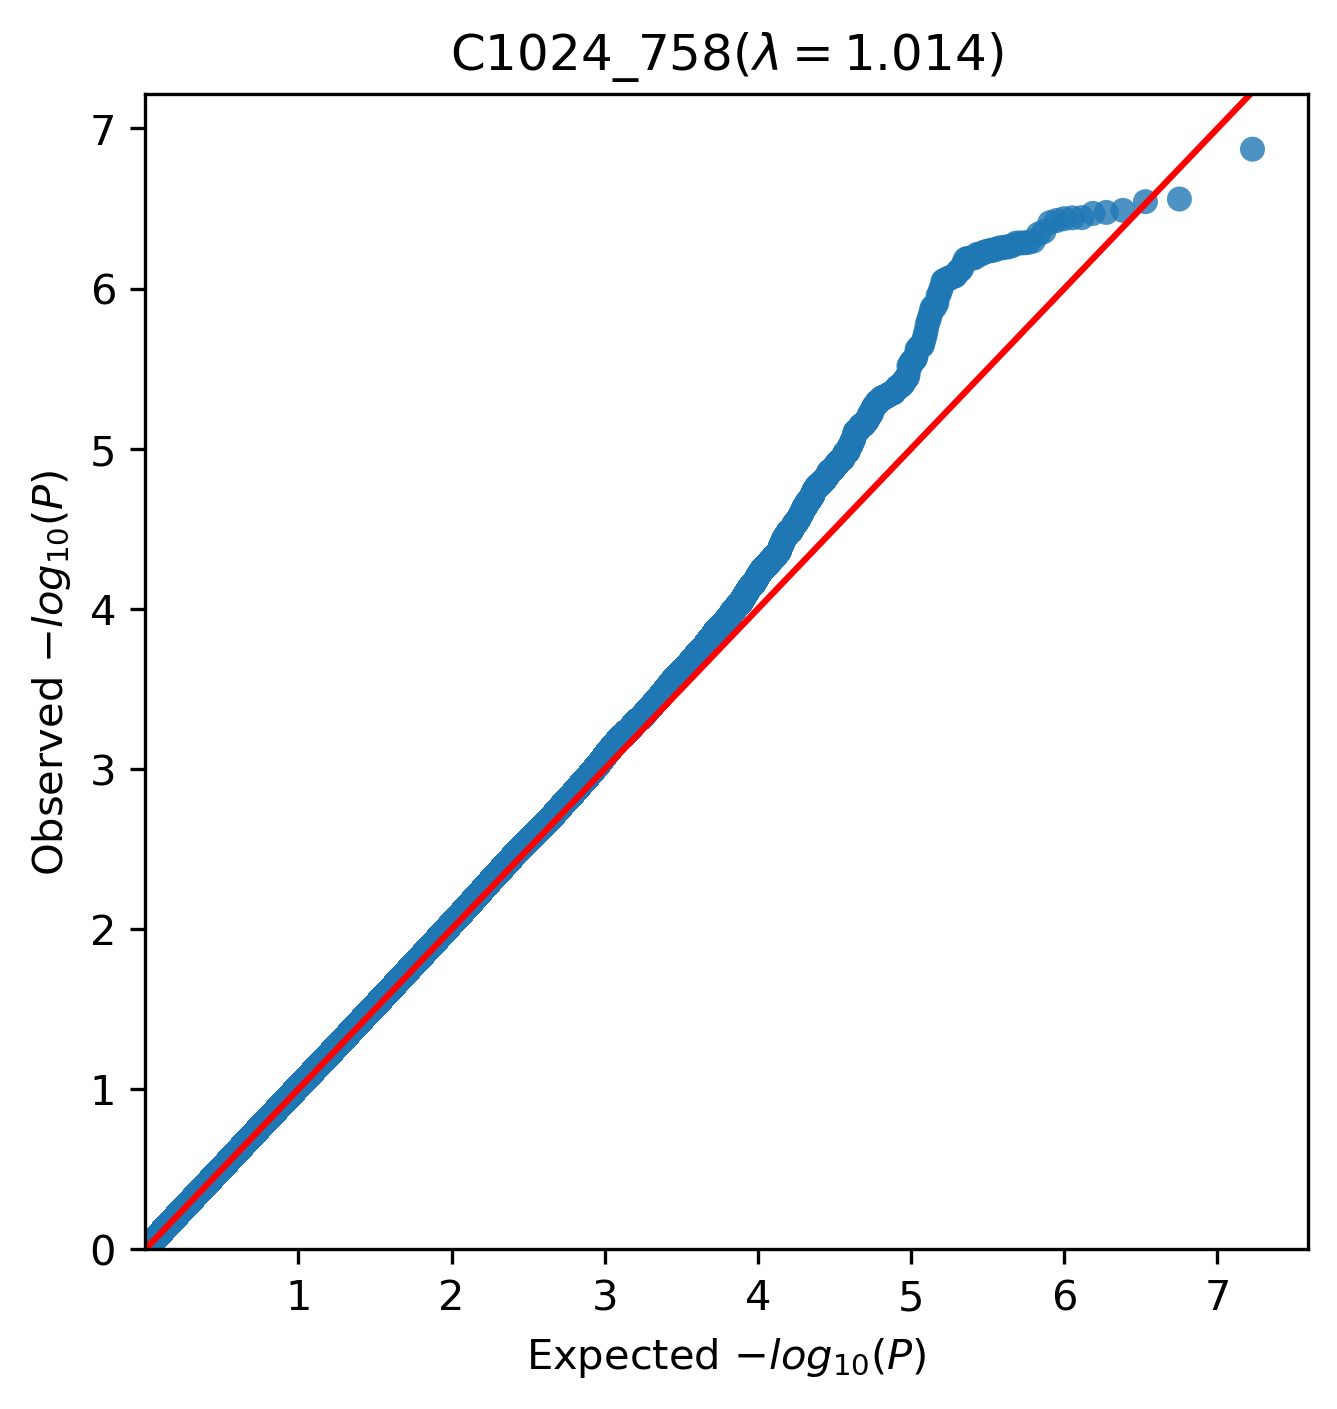 C1024_758(λ = 1.014)
Observed −log₁₀(P)
7
6
5
4
3
2
1
0
1 2 3 4 5 6 7
Expected −log₁₀(P)